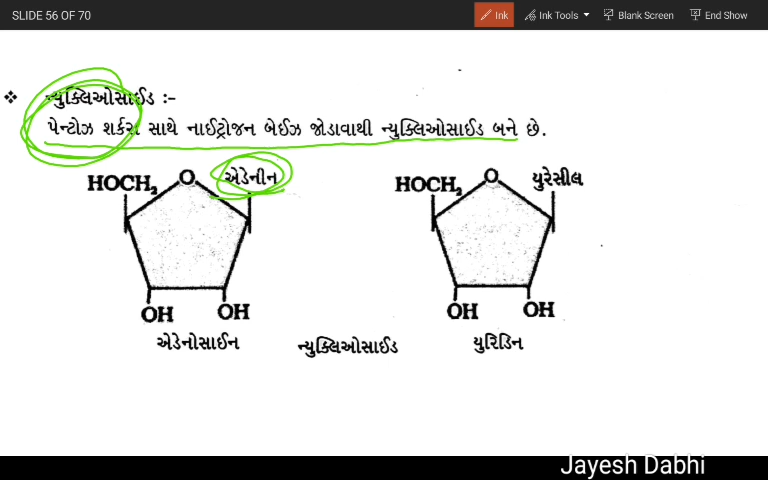 SLIDE 56 OF 70 Ink Ink Tools Blank Screen End Show
❖ ન્યુક્લિઓસાઈડ :-
પેન્ટોઝ શર્કરા સાથે નાઈટ્રોજન બેઈઝ જોડાવાથી ન્યુક્લિઓસાઈડ બને છે.
HOCH₂ O એડેનીન HOCH₂ O યુરેસીલ
OH OH OH OH
એડેનોસાઈન ન્યુક્લિઓસાઈડ યુરિડિન
Jayesh Dabhi